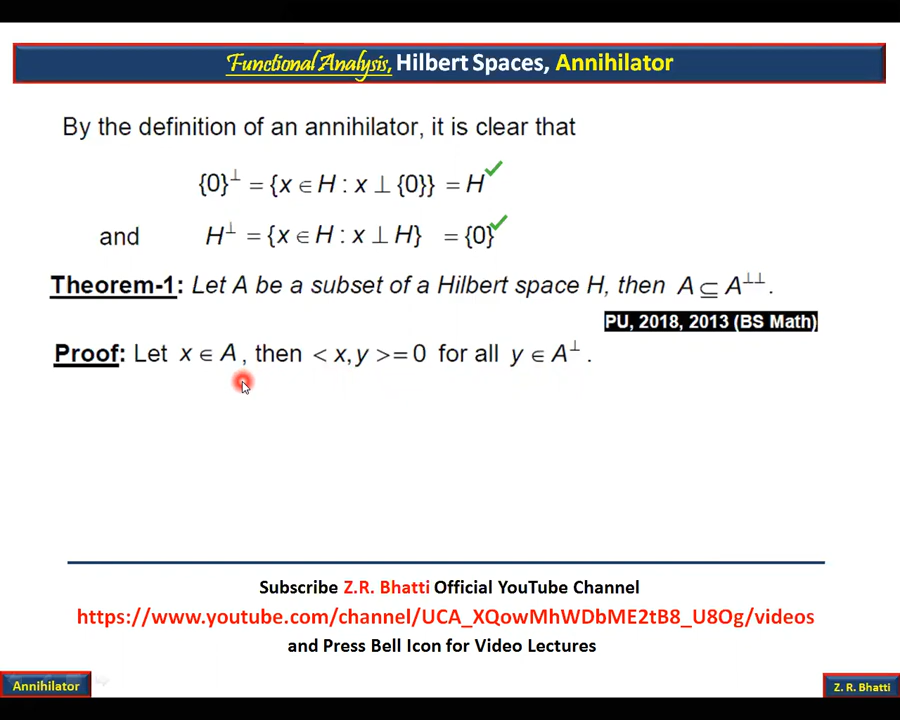 Functional Analysis, Hilbert Spaces, Annihilator
By the definition of an annihilator, it is clear that
{0}⊥ = {x ∈ H : x ⊥ {0}} = H
and H⊥ = {x ∈ H : x ⊥ H} = {0}
Theorem-1: Let A be a subset of a Hilbert space H, then A ⊆ A⊥⊥.
PU, 2018, 2013 (BS Math)
Proof: Let x ∈ A, then < x, y >= 0 for all y ∈ A⊥.
Subscribe Z.R. Bhatti Official YouTube Channel
https://www.youtube.com/channel/UCA_XQowMhWDbME2tB8_U8Og/videos
and Press Bell Icon for Video Lectures
Annihilator
Z. R. Bhatti